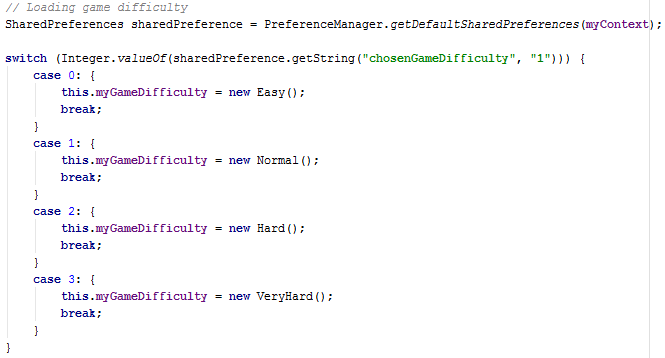 // Loading game difficulty
SharedPreferences sharedPreference = PreferenceManager.getDefaultSharedPreferences(myContext);

switch (Integer.valueOf(sharedPreference.getString("chosenGameDifficulty", "1"))) {
    case 0: {
        this.myGameDifficulty = new Easy();
        break;
    }
    case 1: {
        this.myGameDifficulty = new Normal();
        break;
    }
    case 2: {
        this.myGameDifficulty = new Hard();
        break;
    }
    case 3: {
        this.myGameDifficulty = new VeryHard();
        break;
    }
}